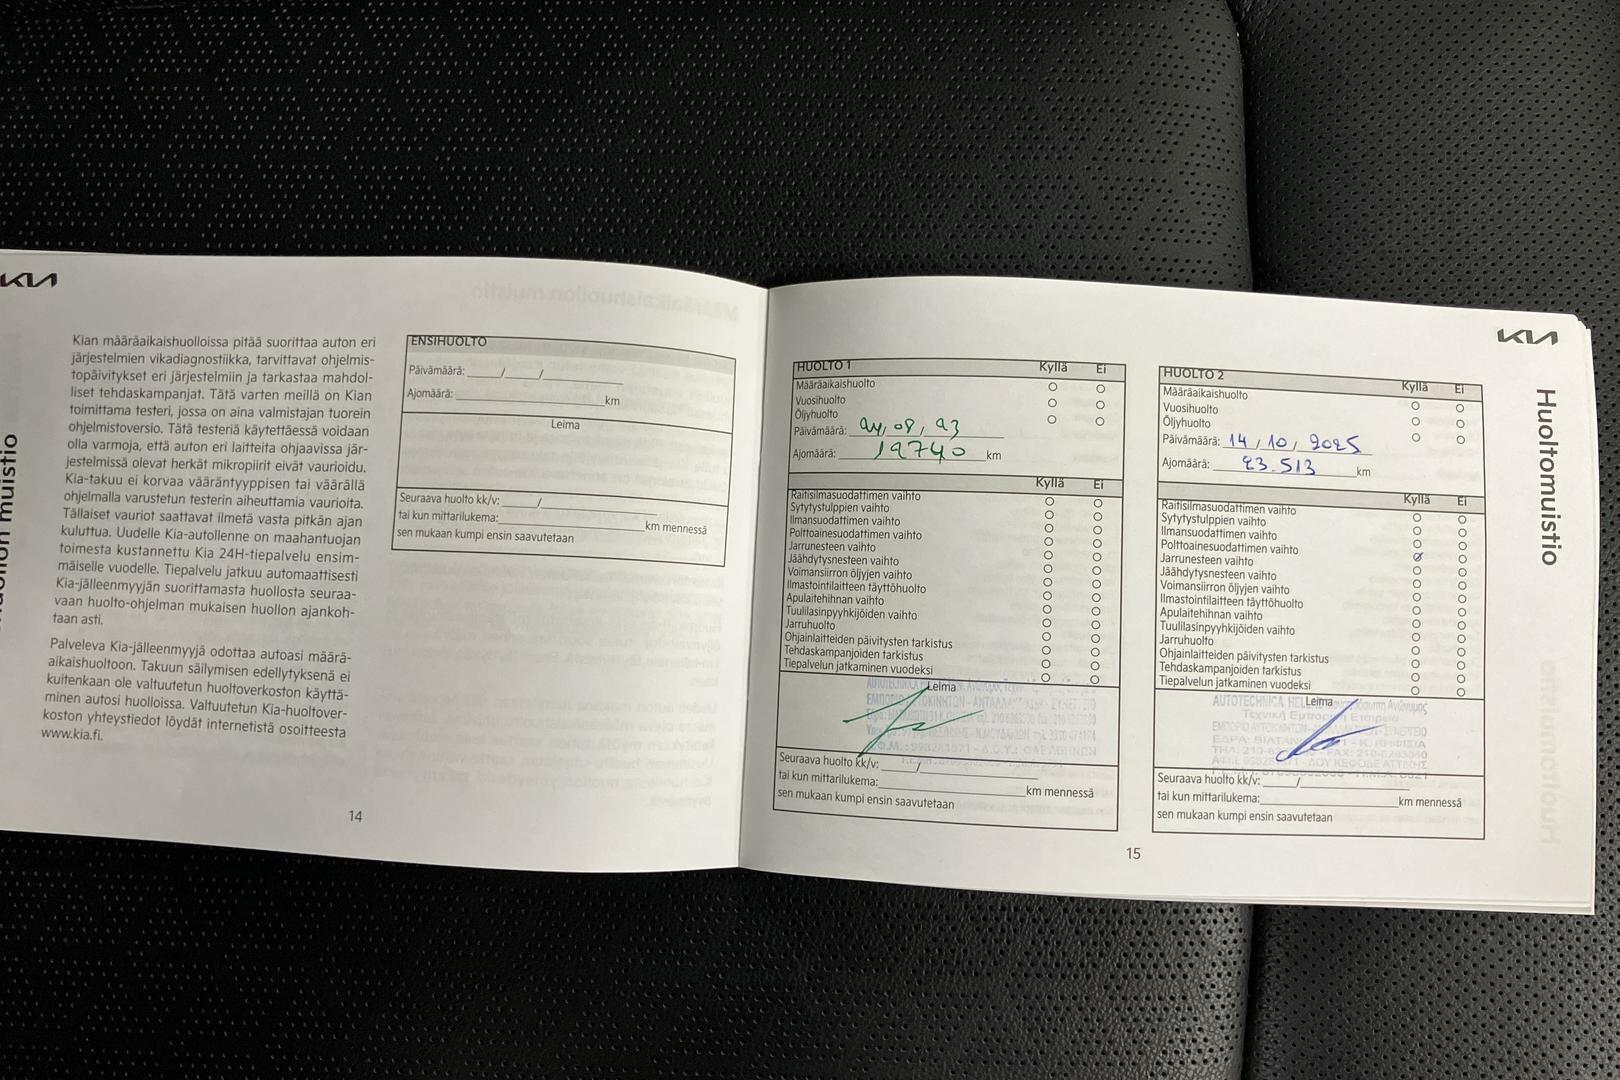 KIA
Kian määräaikaishuolloissa pitää suorittaa auton eri
järjestelmien vikadiagnostiikka, tarvittavat ohjelmis-
topäivitykset eri järjestelmiin ja tarkastaa mahdol-
liset tehdaskampanjat. Tätä varten meillä on Kian
toimittama testeri, jossa on aina valmistajan tuorein
ohjelmistoversio. Tätä testeriä käytettäessä voidaan
olla varmoja, että auton eri laitteita ohjaavissa jär-
jestelmissä olevat herkät mikropiirit eivät vaurioidu.
Kia-takuu ei korvaa vääräntyyppisen tai väärällä
ohjelmalla varustetun testerin aiheuttamia vaurioita.
Tällaiset vauriot saattavat ilmetä vasta pitkän ajan
kuluttua. Uudelle Kia-autollenne on maahantuojan
toimesta kustannettu Kia 24H-tiepalvelu ensim-
mäiselle vuodelle. Tiepalvelu jatkuu automaattisesti
Kia-jälleenmyyjän suorittamasta huollosta seuraa-
vaan huolto-ohjelman mukaisen huollon ajankoh-
taan asti.
Palveleva Kia-jälleenmyyjä odottaa autoasi määrä-
aikaishuoltoon. Takuun säilymisen edellytyksenä ei
kuitenkaan ole valtuutetun huoltoverkoston käyttä-
minen autosi huolloissa. Valtuutetun Kia-huoltover-
koston yhteystiedot löydät internetistä osoitteesta
www.kia.fi.
ENSIHUOLTO
Päivämäärä: / /
Ajomäärä: km
Leima
Seuraava huolto kk/v: /
tai kun mittarilukema: km mennessä
sen mukaan kumpi ensin saavutetaan
14
HUOLTO 1 Kyllä Ei
Määräaikaishuolto
Vuosihuolto
Öljyhuolto
Päivämäärä: 24, 08, 23
Ajomäärä: 19740 km
Kyllä Ei
Raitisilmasuodattimen vaihto
Sytytystulppien vaihto
Ilmansuodattimen vaihto
Polttoainesuodattimen vaihto
Jarrunesteen vaihto
Jäähdytysnesteen vaihto
Voimansiirron öljyjen vaihto
Ilmastointilaitteen täyttöhuolto
Apulaitehihnan vaihto
Tuulilasinpyyhkijöiden vaihto
Jarruhuolto
Ohjainlaitteiden päivitysten tarkistus
Tehdaskampanjoiden tarkistus
Tiepalvelun jatkaminen vuodeksi
Leima
Seuraava huolto kk/v: /
tai kun mittarilukema: km mennessä
sen mukaan kumpi ensin saavutetaan
KIA
HUOLTO 2 Kyllä Ei
Määräaikaishuolto
Vuosihuolto
Öljyhuolto
Päivämäärä: 14 / 10 / 2025
Ajomäärä: 23.513 km
Kyllä Ei
Raitisilmasuodattimen vaihto
Sytytystulppien vaihto
Ilmansuodattimen vaihto
Polttoainesuodattimen vaihto
Jarrunesteen vaihto
Jäähdytysnesteen vaihto
Voimansiirron öljyjen vaihto
Ilmastointilaitteen täyttöhuolto
Apulaitehihnan vaihto
Tuulilasinpyyhkijöiden vaihto
Jarruhuolto
Ohjainlaitteiden päivitysten tarkistus
Tehdaskampanjoiden tarkistus
Tiepalvelun jatkaminen vuodeksi
Leima
AUTOTECHNICA
Τεχνική Εμπορική Εταιρεία
Seuraava huolto kk/v: /
tai kun mittarilukema: km mennessä
sen mukaan kumpi ensin saavutetaan
Huoltomuistio
15